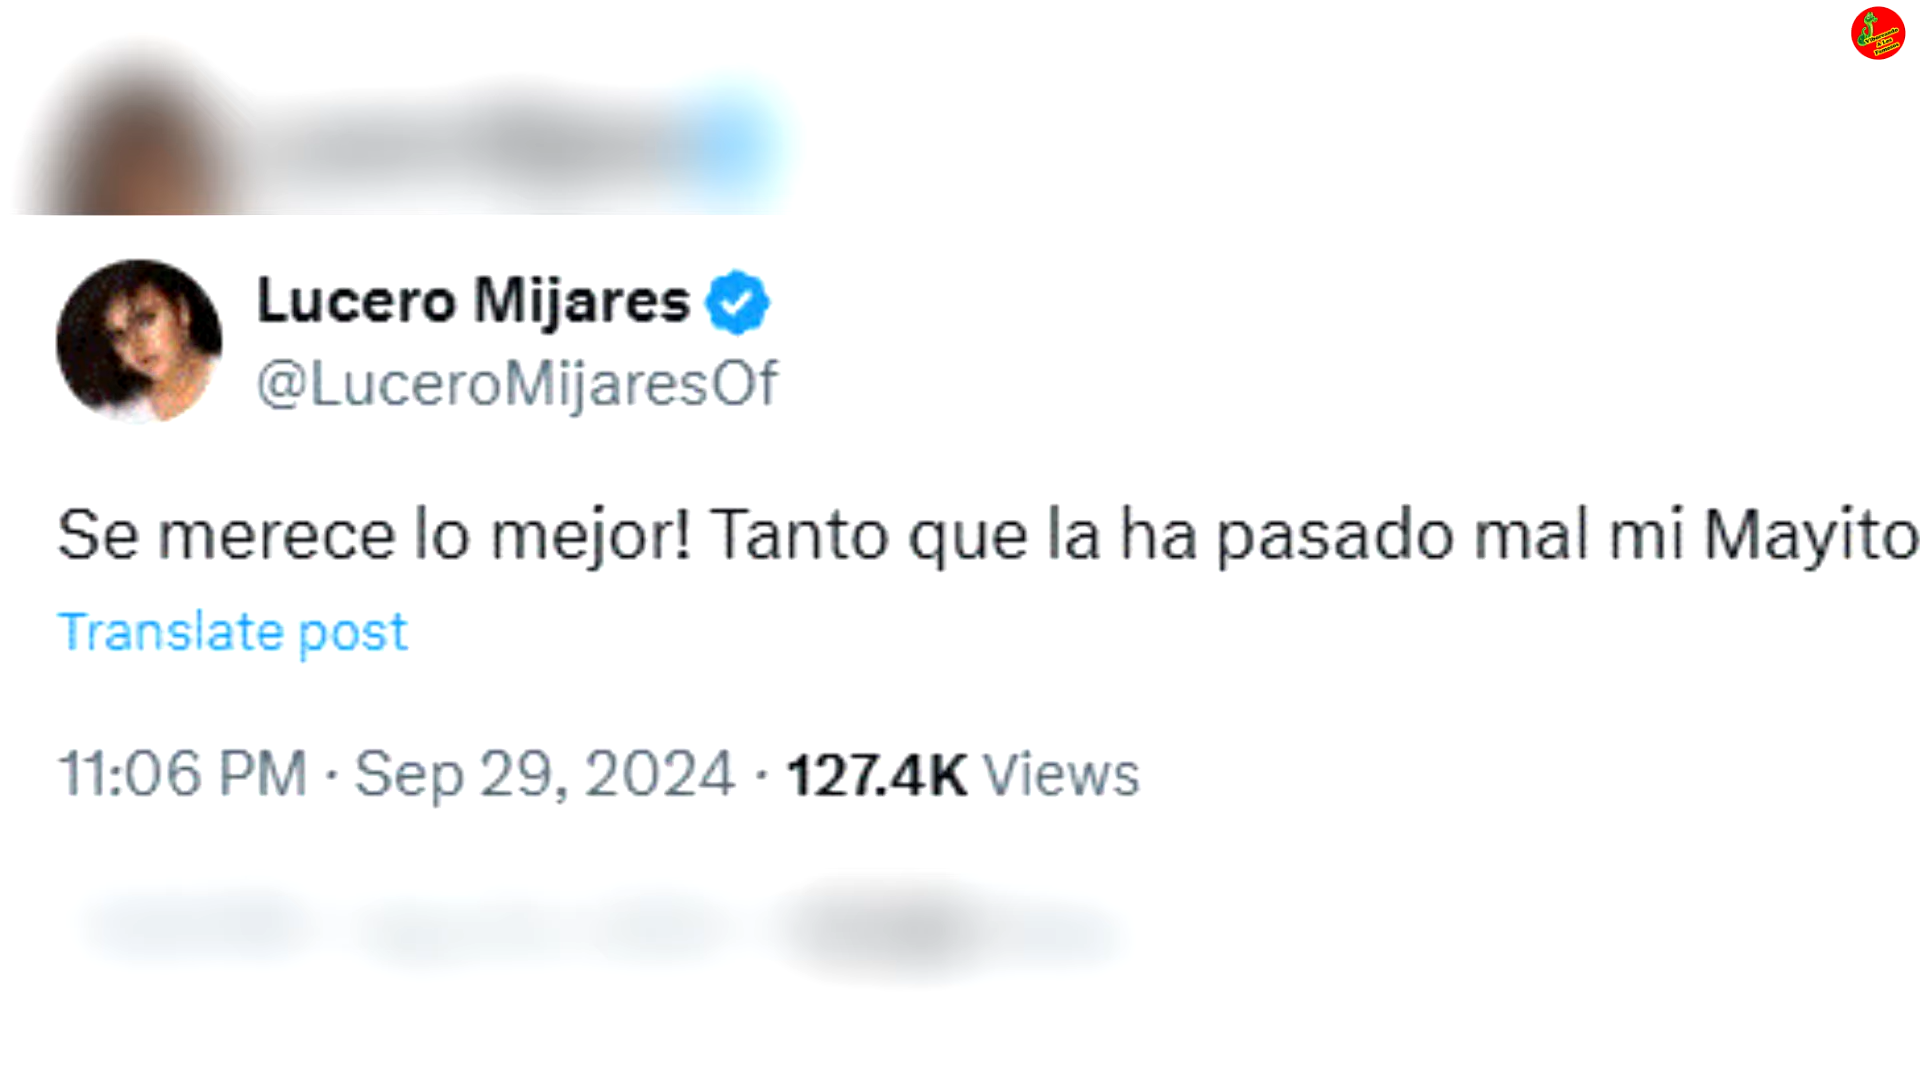 Lucero Mijares
@LuceroMijaresOf
Se merece lo mejor! Tanto que la ha pasado mal mi Mayito
Translate post
11:06 PM · Sep 29, 2024 · 127.4K Views